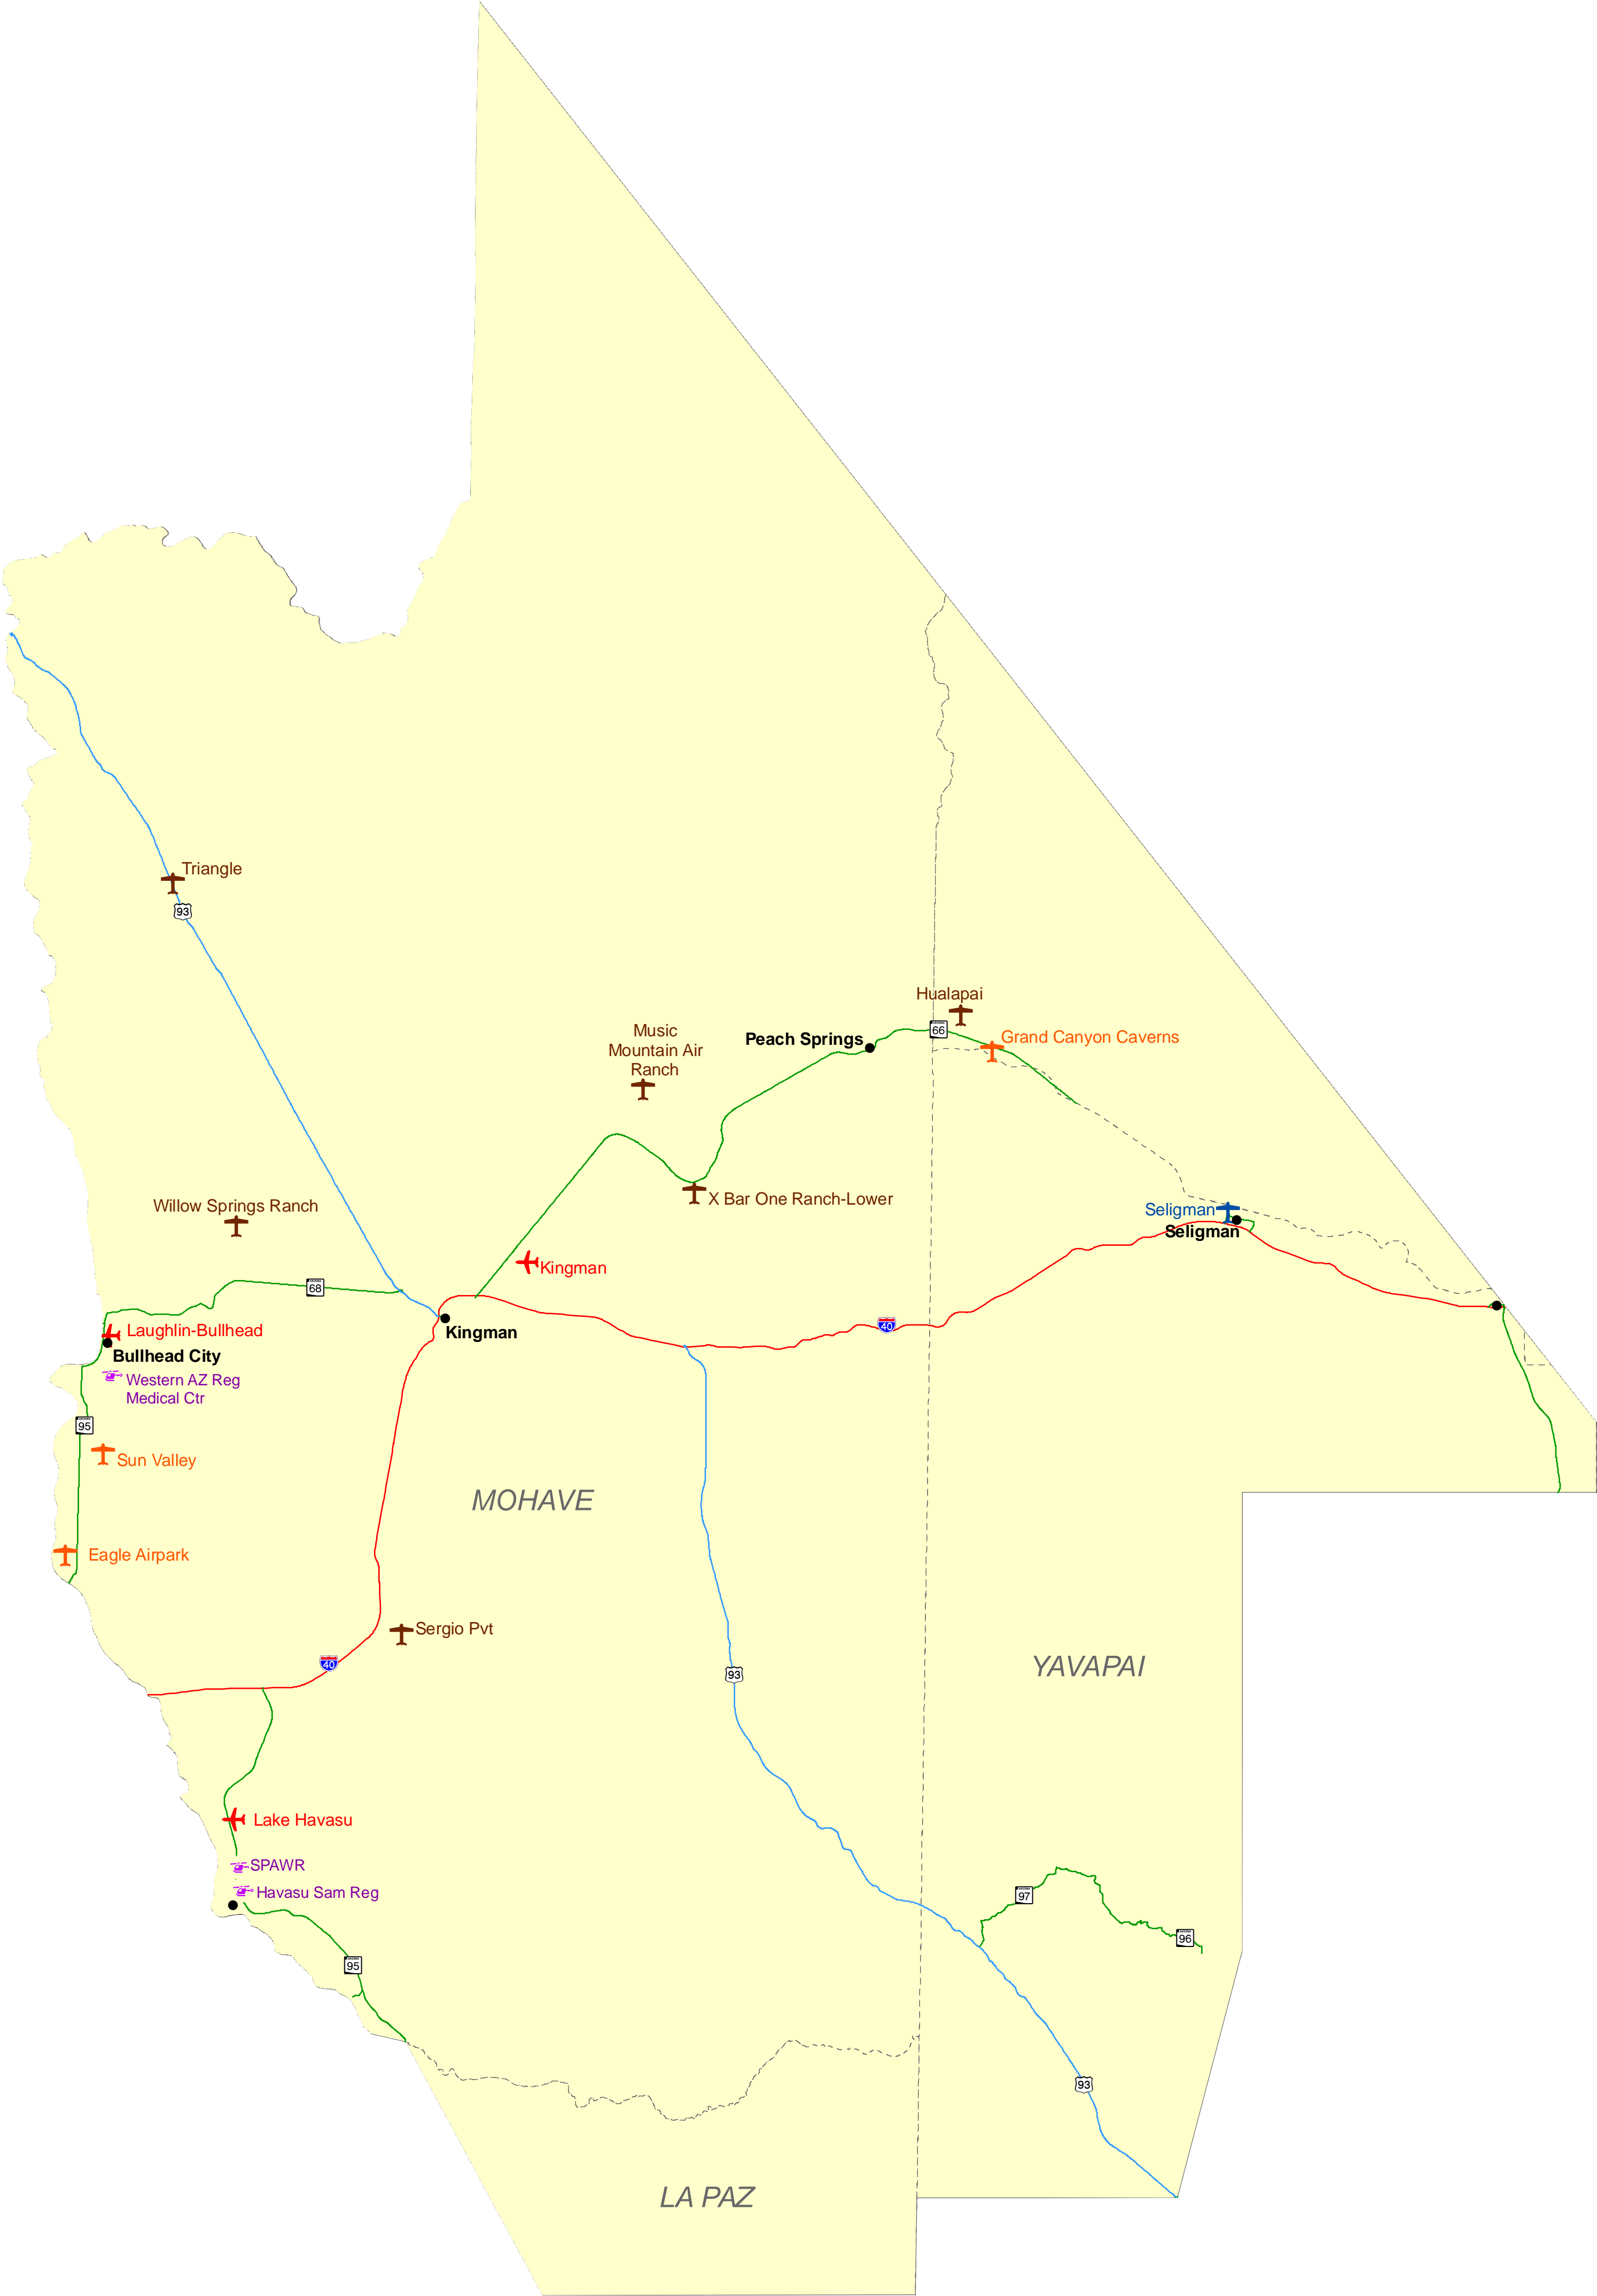 Triangle
93
Hualapai
66
Grand Canyon Caverns
Music
Mountain Air
Ranch
Peach Springs
Willow Springs Ranch
X Bar One Ranch-Lower
Seligman
Seligman
Kingman
68
40
Laughlin-Bullhead
Kingman
Bullhead City
Western AZ Reg
Medical Ctr
95
Sun Valley
MOHAVE
Eagle Airpark
Sergio Pvt
40
YAVAPAI
93
Lake Havasu
SPAWR
Havasu Sam Reg
97
96
95
93
LA PAZ